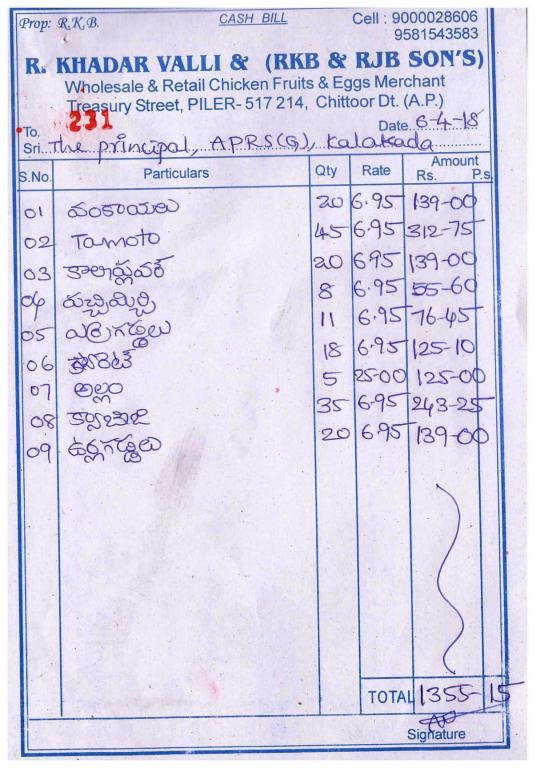 Prop: R.K.B. CASH BILL Cell : 9000028606
9581543583
R. KHADAR VALLI & (RKB & RJB SON'S)
Wholesale & Retail Chicken Fruits & Eggs Merchant
Treasury Street, PILER- 517 214, Chittoor Dt. (A.P.)
231
To. Date. 6-4-18
Sri. The principal, APRS(G), Kalakada
S.No. Particulars Qty Rate Amount Rs. P.s.
01 వంకాయలు 20 6.95 139-00
02 Tamoto 45 6.95 312-75
03 కాలీఫ్లవర్ 20 6.95 139-00
04 8 6.95 55-60
05 ఎర్రగడ్డలు 11 6.95 76-45
06 18 6.95 125-10
07 అల్లం 5 25-00 125-00
08 క్యాబేజి 35 6.95 243-25
09 ఉర్లగడ్డలు 20 6.95 139-00
TOTAL 1355-15
Signature